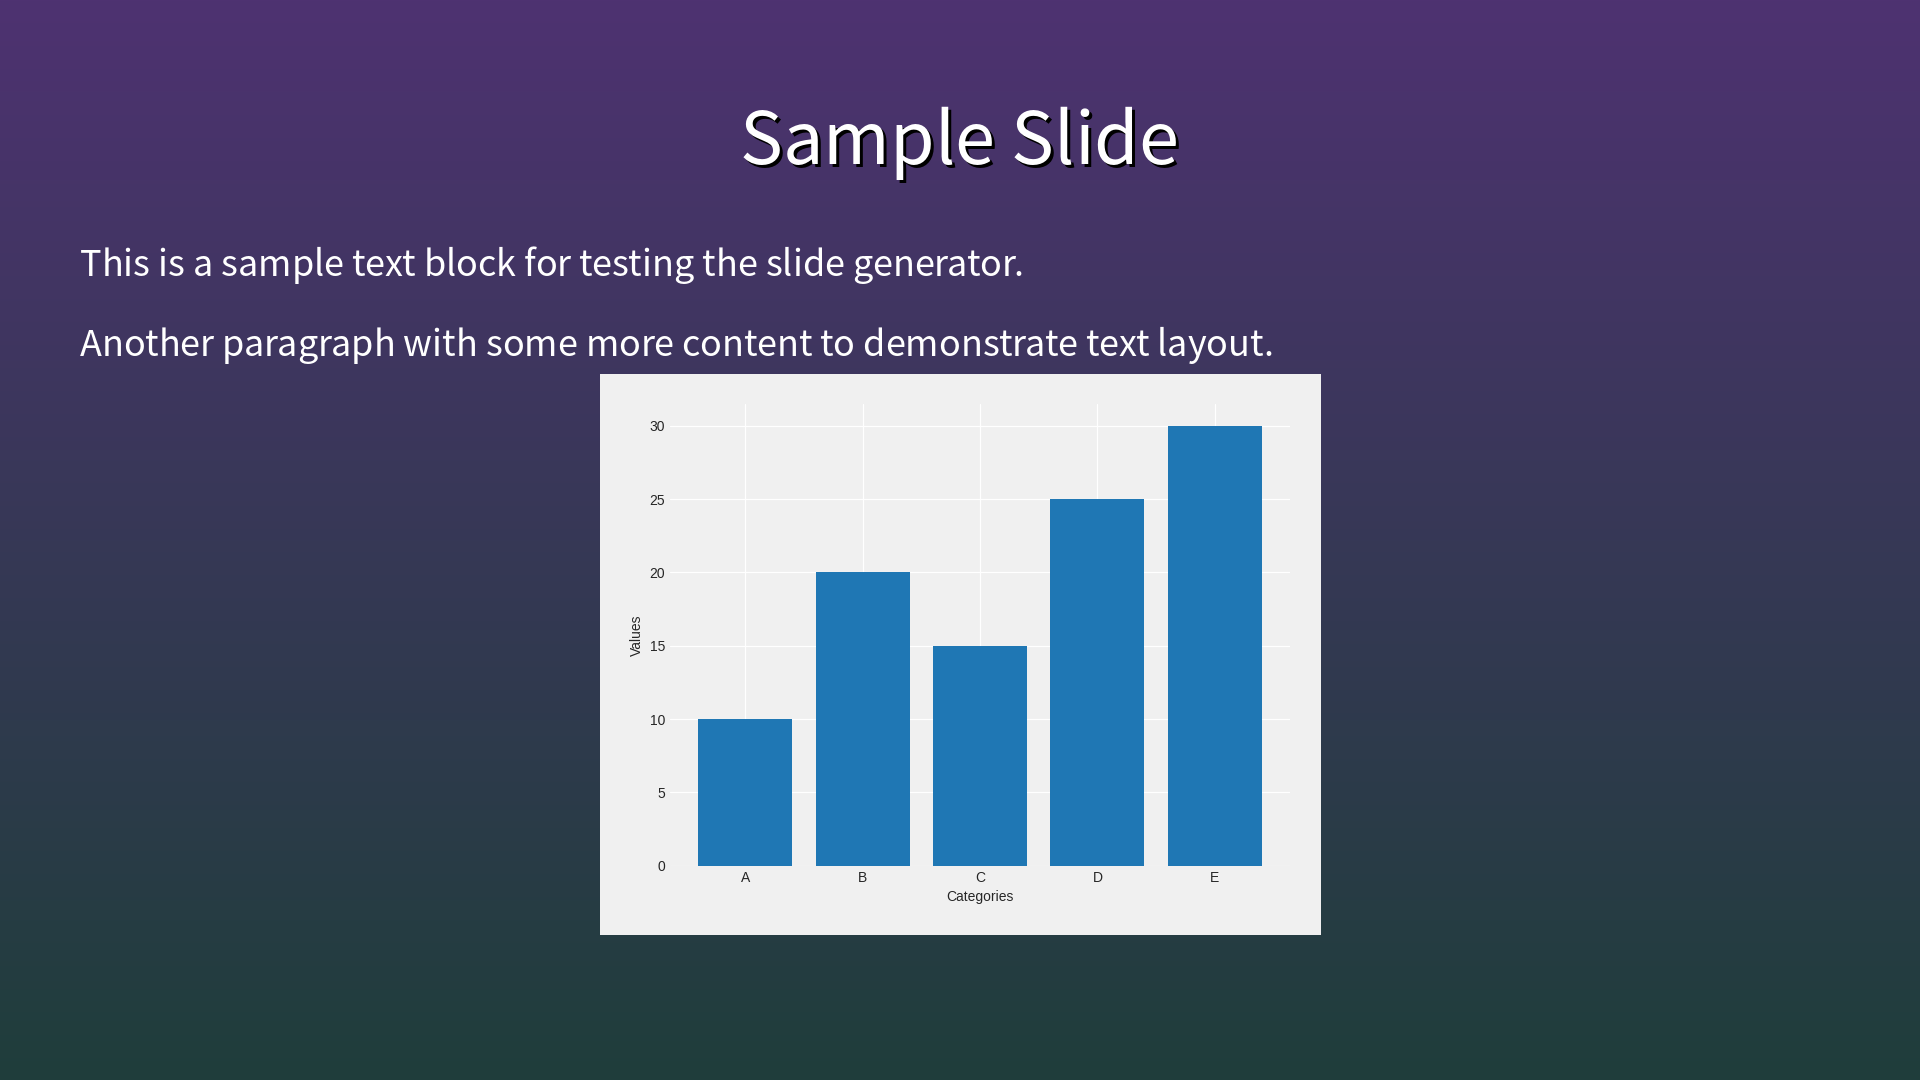 Sample Slide
This is a sample text block for testing the slide generator.
Another paragraph with some more content to demonstrate text layout.
30
25
20
15
10
5
0
Values
A B C D E
Categories